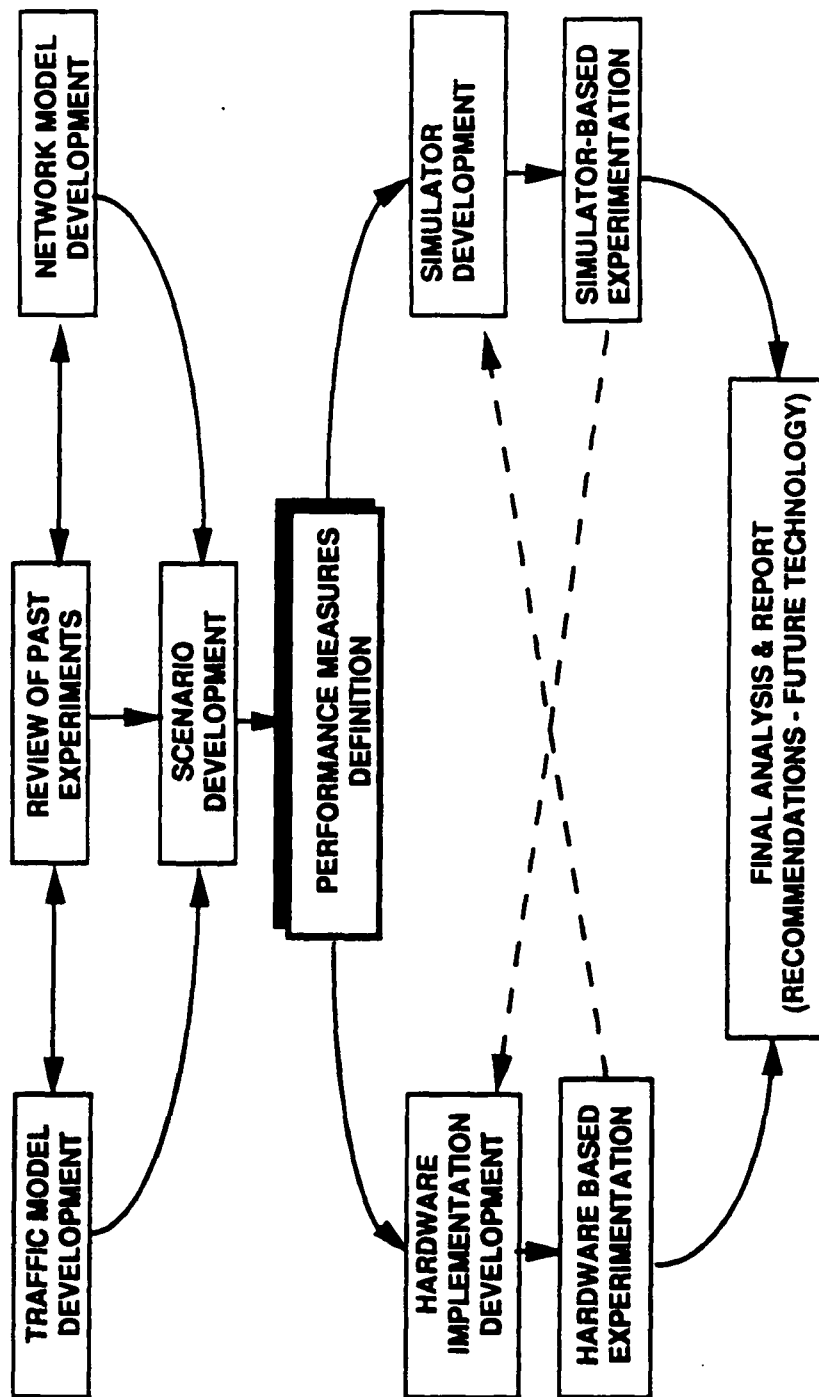 TRAFFIC MODEL
DEVELOPMENT
REVIEW OF PAST
EXPERIMENTS
NETWORK MODEL
DEVELOPMENT
SCENARIO
DEVELOPMENT
PERFORMANCE MEASURES
DEFINITION
HARDWARE
IMPLEMENTATION
DEVELOPMENT
SIMULATOR
DEVELOPMENT
HARDWARE BASED
EXPERIMENTATION
SIMULATOR-BASED
EXPERIMENTATION
FINAL ANALYSIS & REPORT
(RECOMMENDATIONS - FUTURE TECHNOLOGY)